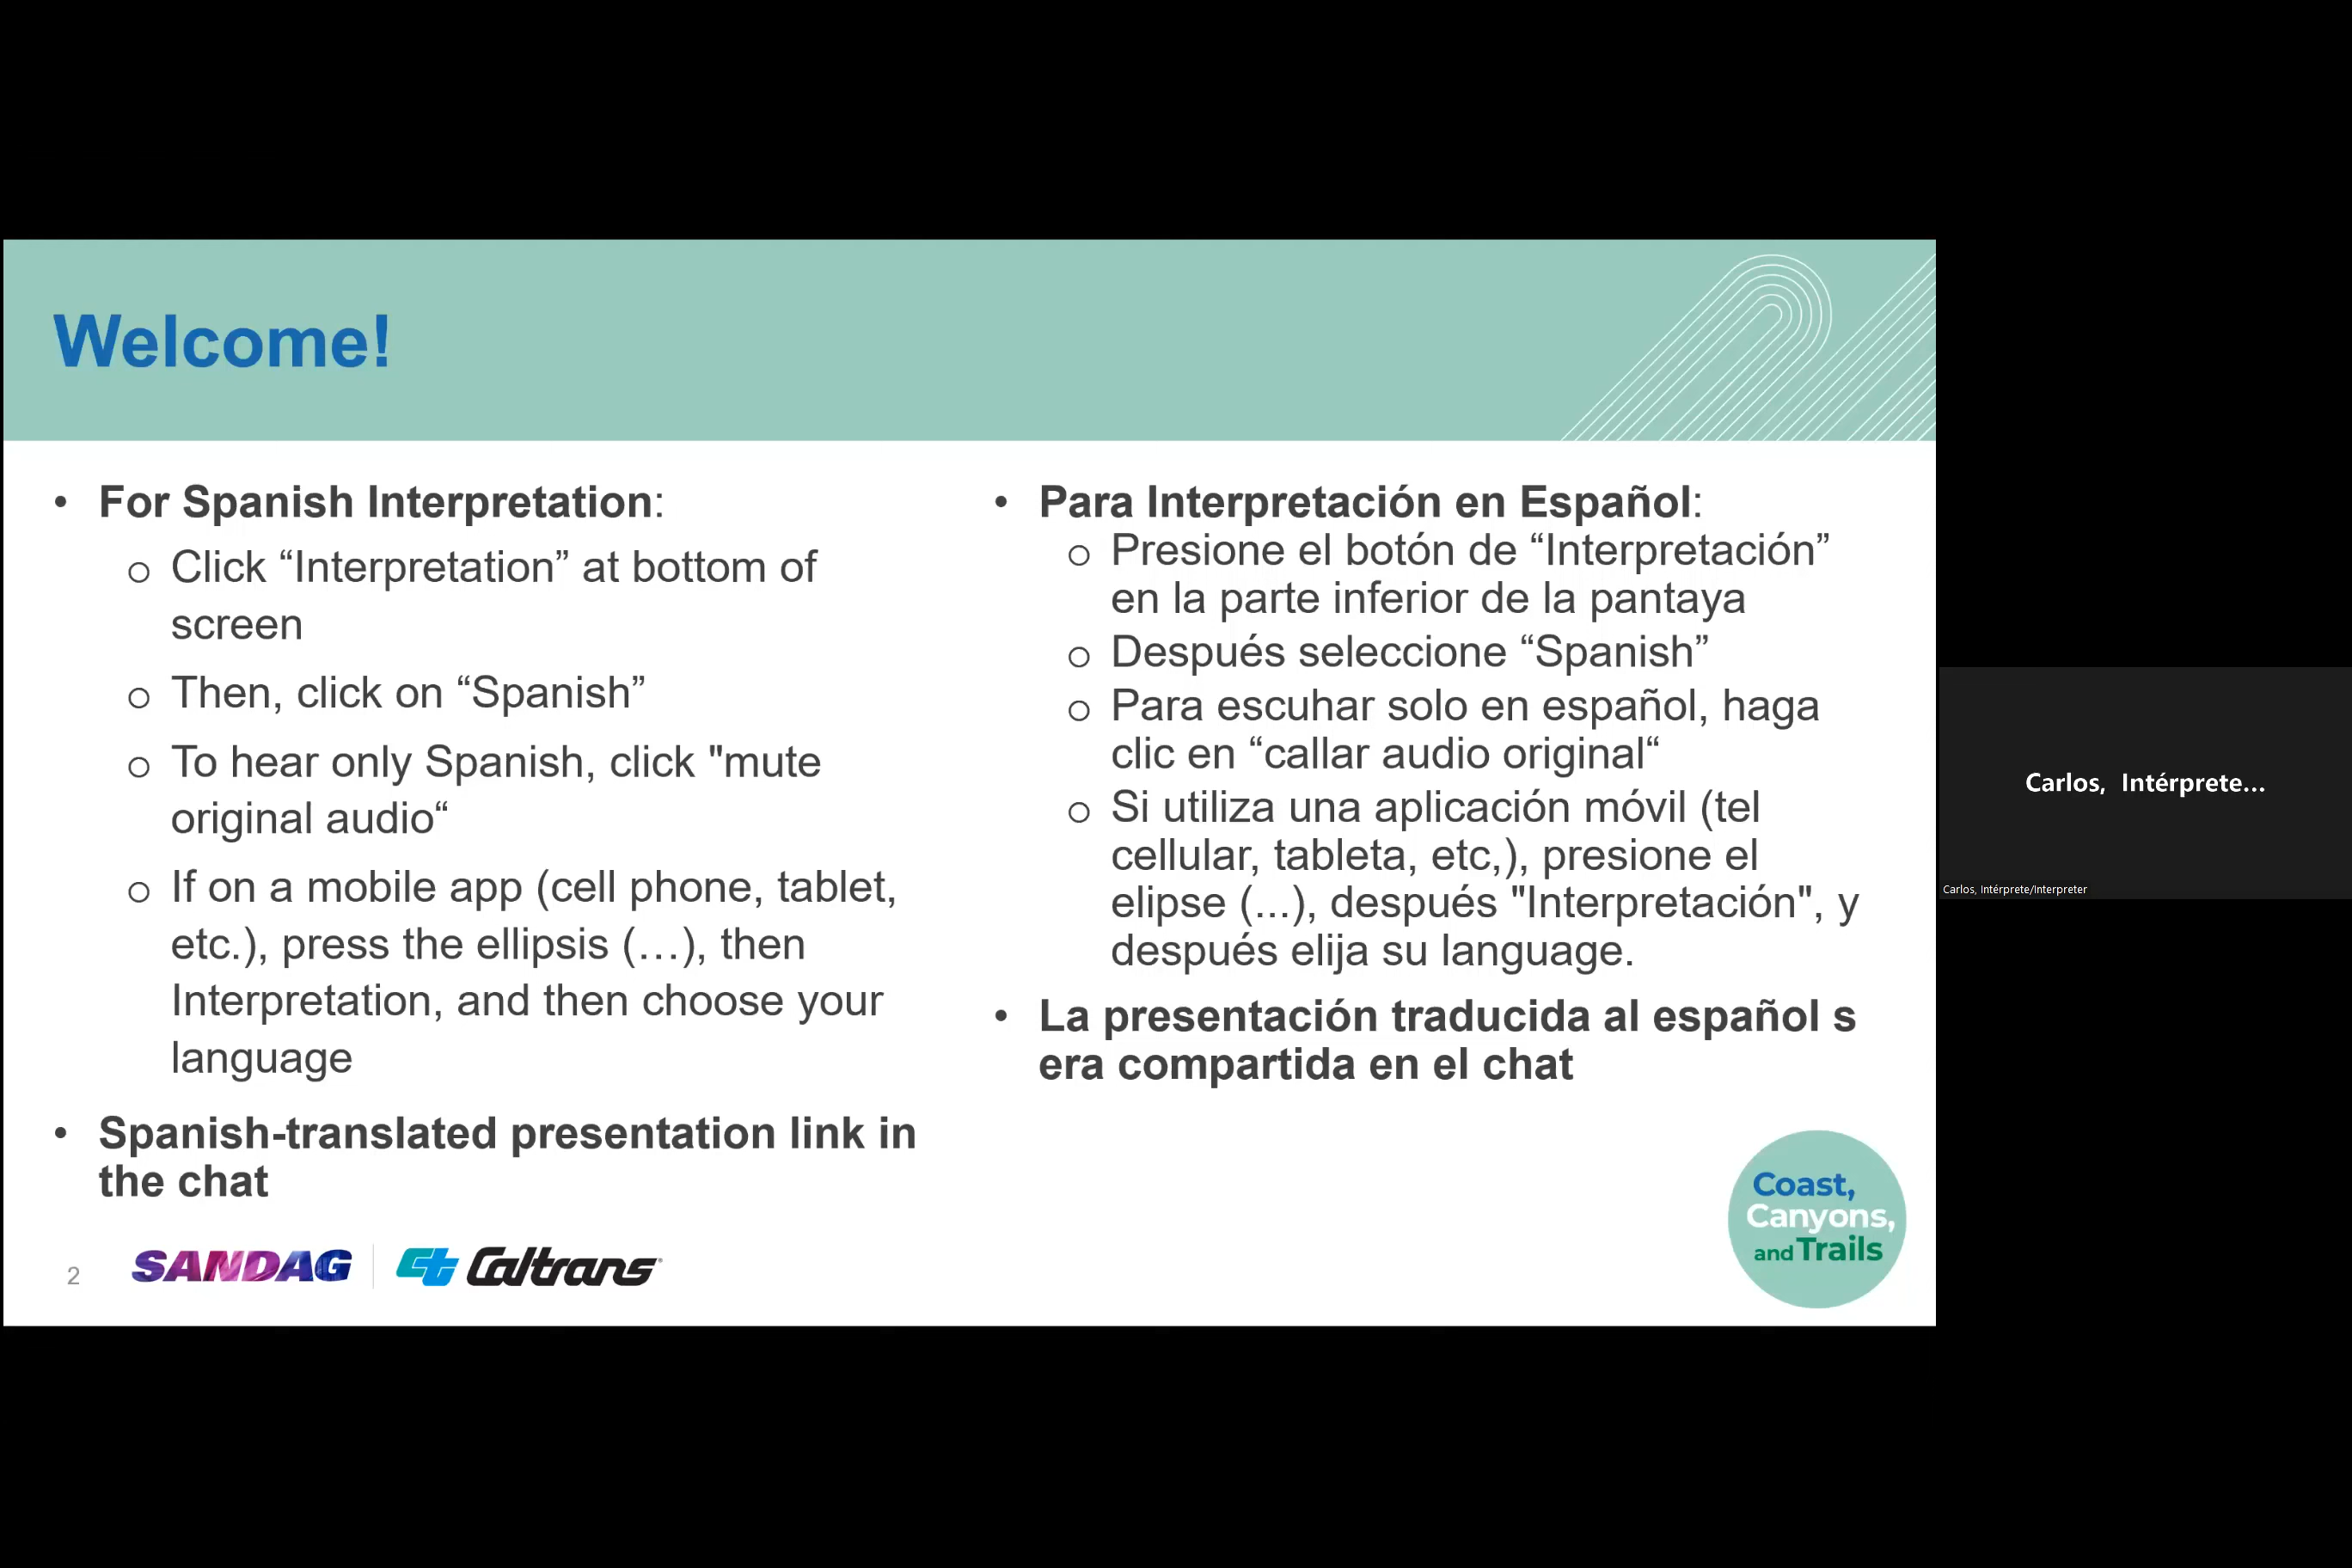 Welcome!
• For Spanish Interpretation:
o Click “Interpretation” at bottom of
screen
o Then, click on “Spanish”
o To hear only Spanish, click "mute
original audio“
o If on a mobile app (cell phone, tablet,
etc.), press the ellipsis (…), then
Interpretation, and then choose your
language
• Spanish-translated presentation link in
the chat
• Para Interpretación en Español:
o Presione el botón de “Interpretación”
en la parte inferior de la pantaya
o Después seleccione “Spanish”
o Para escuhar solo en español, haga
clic en “callar audio original“
o Si utiliza una aplicación móvil (tel
cellular, tableta, etc,), presione el
elipse (...), después "Interpretación", y
después elija su language.
• La presentación traducida al español s
era compartida en el chat
2
SANDAG
Caltrans
Coast,
Canyons,
and Trails
Carlos, Intérprete...
Carlos, Intérprete/Interpreter